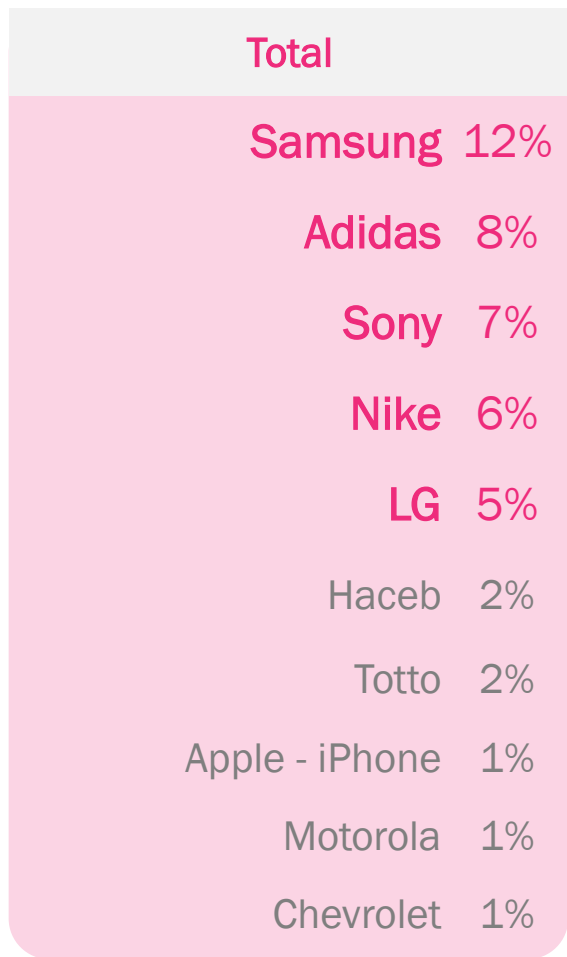 Total
Samsung 12%
Adidas 8%
Sony 7%
Nike 6%
LG 5%
Haceb 2%
Totto 2%
Apple - iPhone 1%
Motorola 1%
Chevrolet 1%